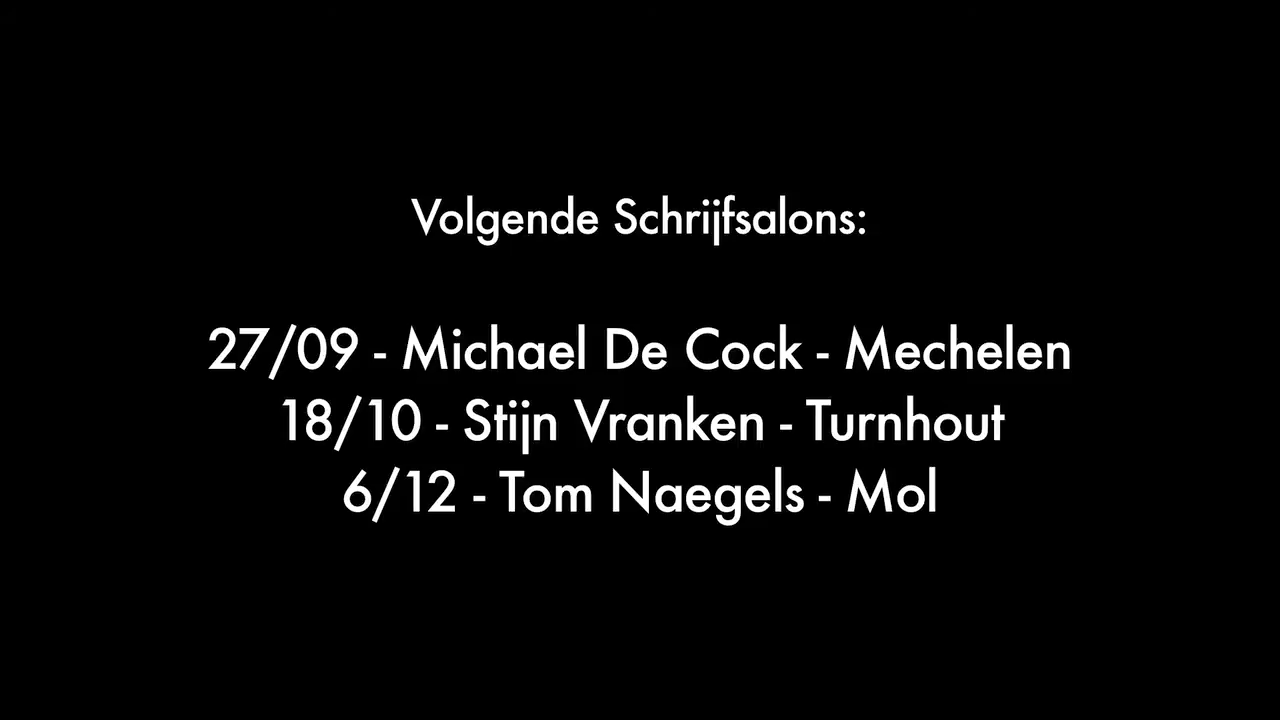 Volgende Schrijfsalons:
27/09 - Michael De Cock - Mechelen
18/10 - Stijn Vranken - Turnhout
6/12 - Tom Naegels - Mol